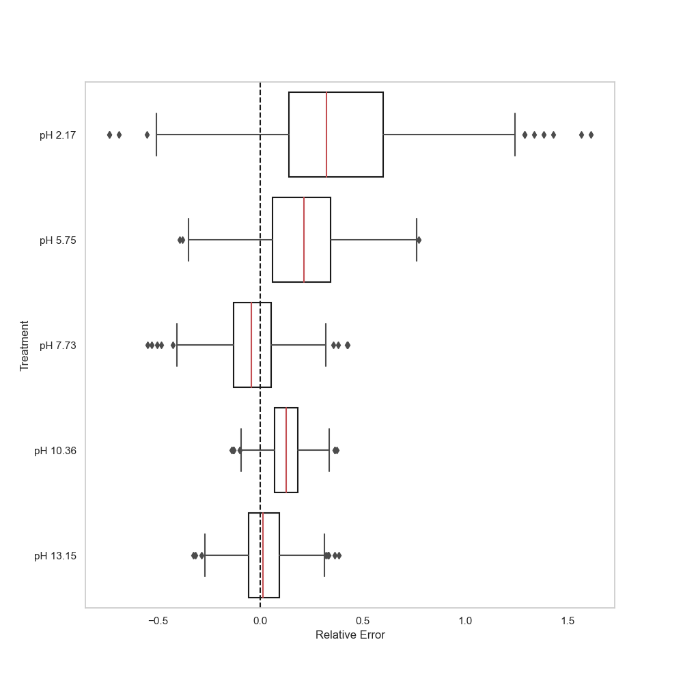 Treatment
pH 2.17
pH 5.75
pH 7.73
pH 10.36
pH 13.15
−0.5
0.0
0.5
1.0
1.5
Relative Error